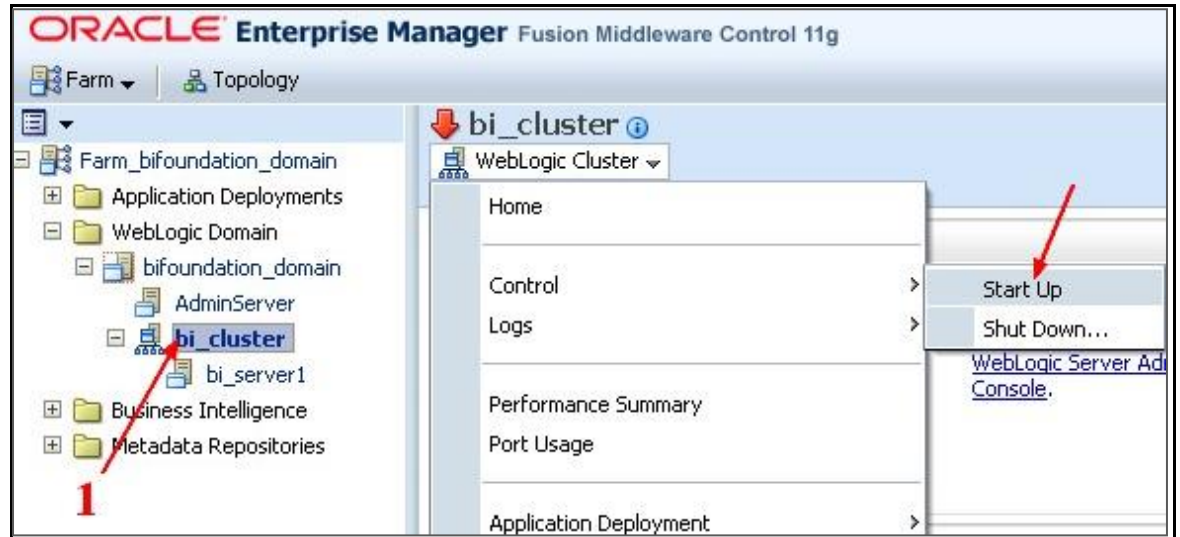 ORACLE Enterprise Manager Fusion Middleware Control 11g
Farm Topology
bi_cluster
Farm_bifoundation_domain
WebLogic Cluster
Application Deployments
WebLogic Domain
bifoundation_domain
AdminServer
bi_cluster
bi_server1
Business Intelligence
Metadata Repositories
1
Home
Control
Logs
Performance Summary
Port Usage
Application Deployment
Start Up
Shut Down...
WebLogic Server Ad
Console.